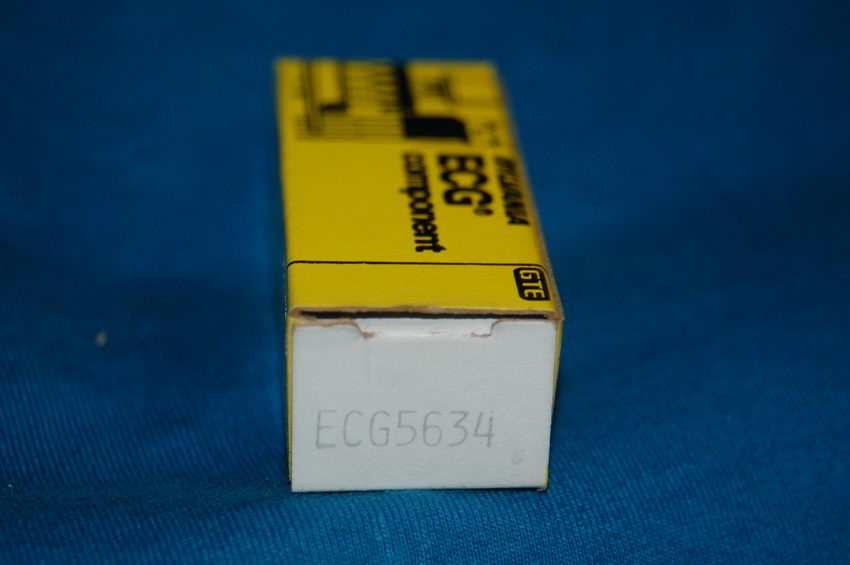 SYLVANIA
ECG®
component
GTE
ECG5634